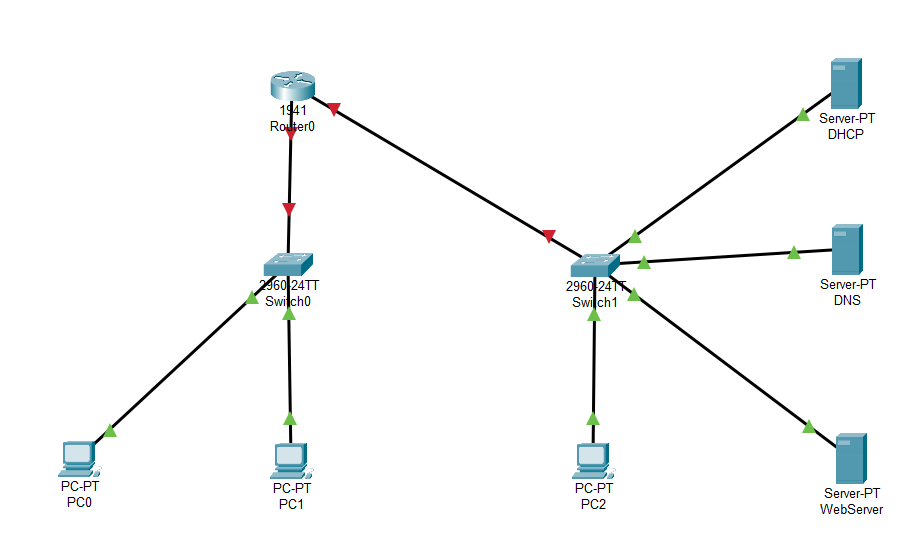 1941
Router0
Server-PT
DHCP
2960-24TT
Switch0
2960-24TT
Switch1
Server-PT
DNS
PC-PT
PC0
PC-PT
PC1
PC-PT
PC2
Server-PT
WebServer